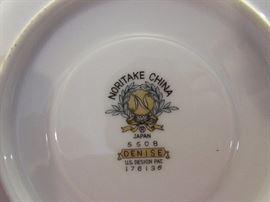 NORITAKE CHINA
N
JAPAN
5508
DENISE
U.S. DESIGN PAT.
176136